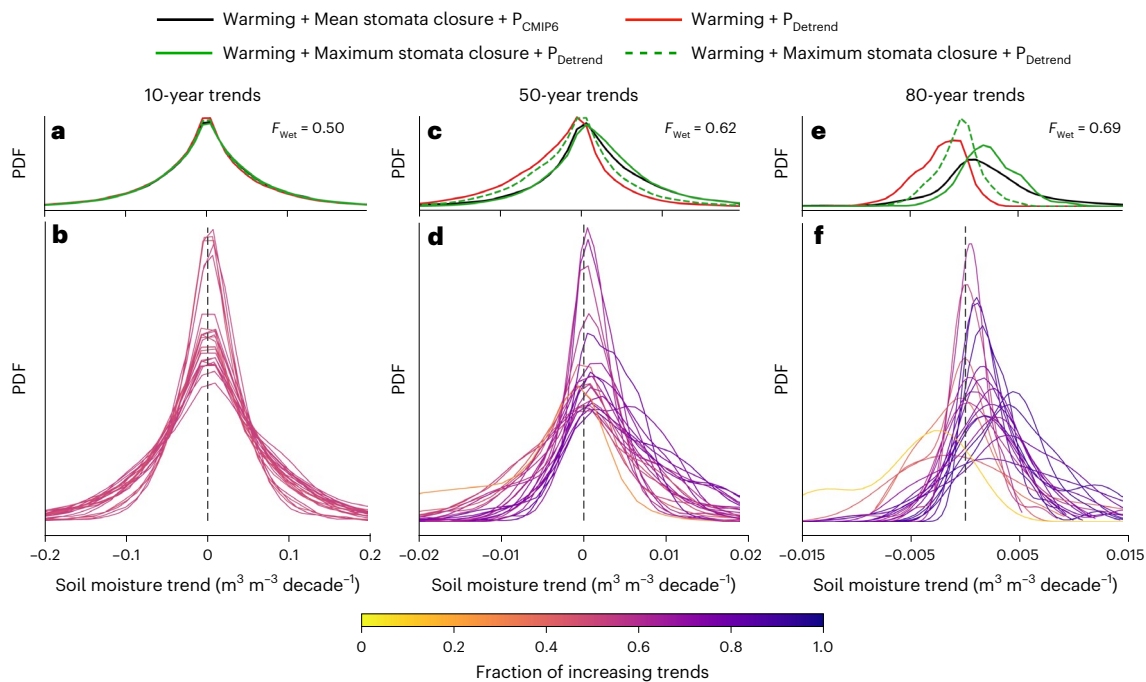 Warming + Mean stomata closure + P_CMIP6
Warming + P_Detrend
Warming + Maximum stomata closure + P_Detrend
Warming + Maximum stomata closure + P_Detrend
10-year trends
50-year trends
80-year trends
a
F_Wet = 0.50
c
F_Wet = 0.62
e
F_Wet = 0.69
PDF
PDF
PDF
−0.005
0.005
b
d
f
PDF
PDF
PDF
−0.2
−0.1
0
0.1
0.2
−0.02
−0.01
0
0.01
0.02
−0.015
−0.005
0.005
0.015
Soil moisture trend (m³ m⁻³ decade⁻¹)
Soil moisture trend (m³ m⁻³ decade⁻¹)
Soil moisture trend (m³ m⁻³ decade⁻¹)
0
0.2
0.4
0.6
0.8
1.0
Fraction of increasing trends